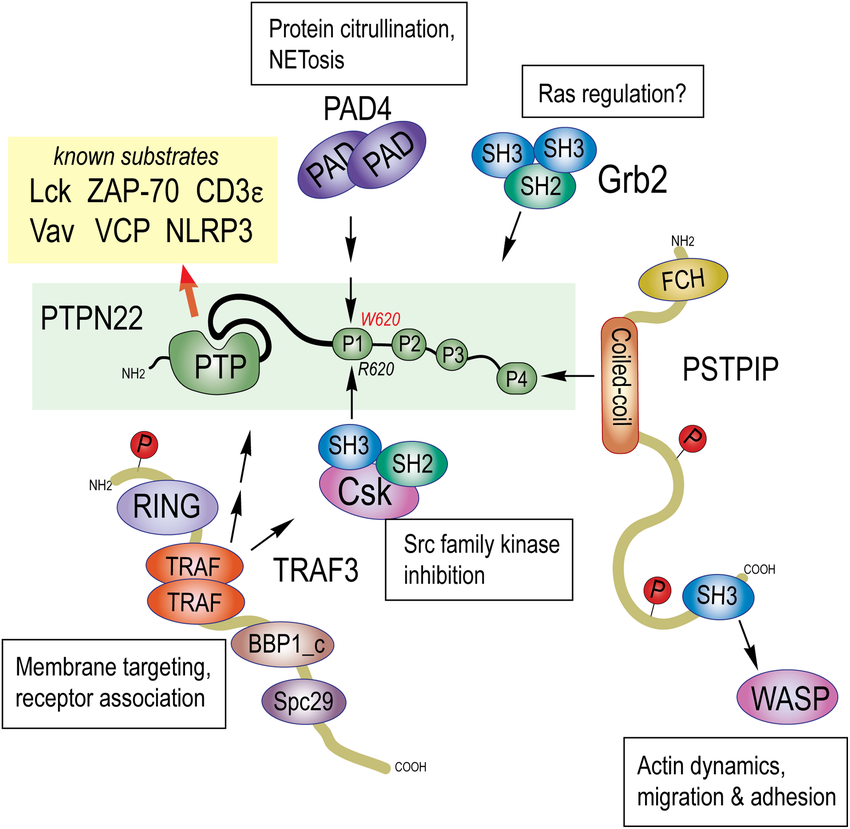 Protein citrullination,
NETosis
PAD4
PAD
PAD
Ras regulation?
SH3
SH3
SH2
Grb2
known substrates
Lck ZAP-70 CD3ε
Vav VCP NLRP3
PTPN22
NH2
PTP
P1
W620
R620
P2
P3
P4
NH2
FCH
Coiled-coil
PSTPIP
P
P
SH3
COOH
WASP
Actin dynamics,
migration & adhesion
SH3
SH2
Csk
Src family kinase
inhibition
P
NH2
RING
TRAF
TRAF
TRAF3
BBP1_c
Spc29
COOH
Membrane targeting,
receptor association